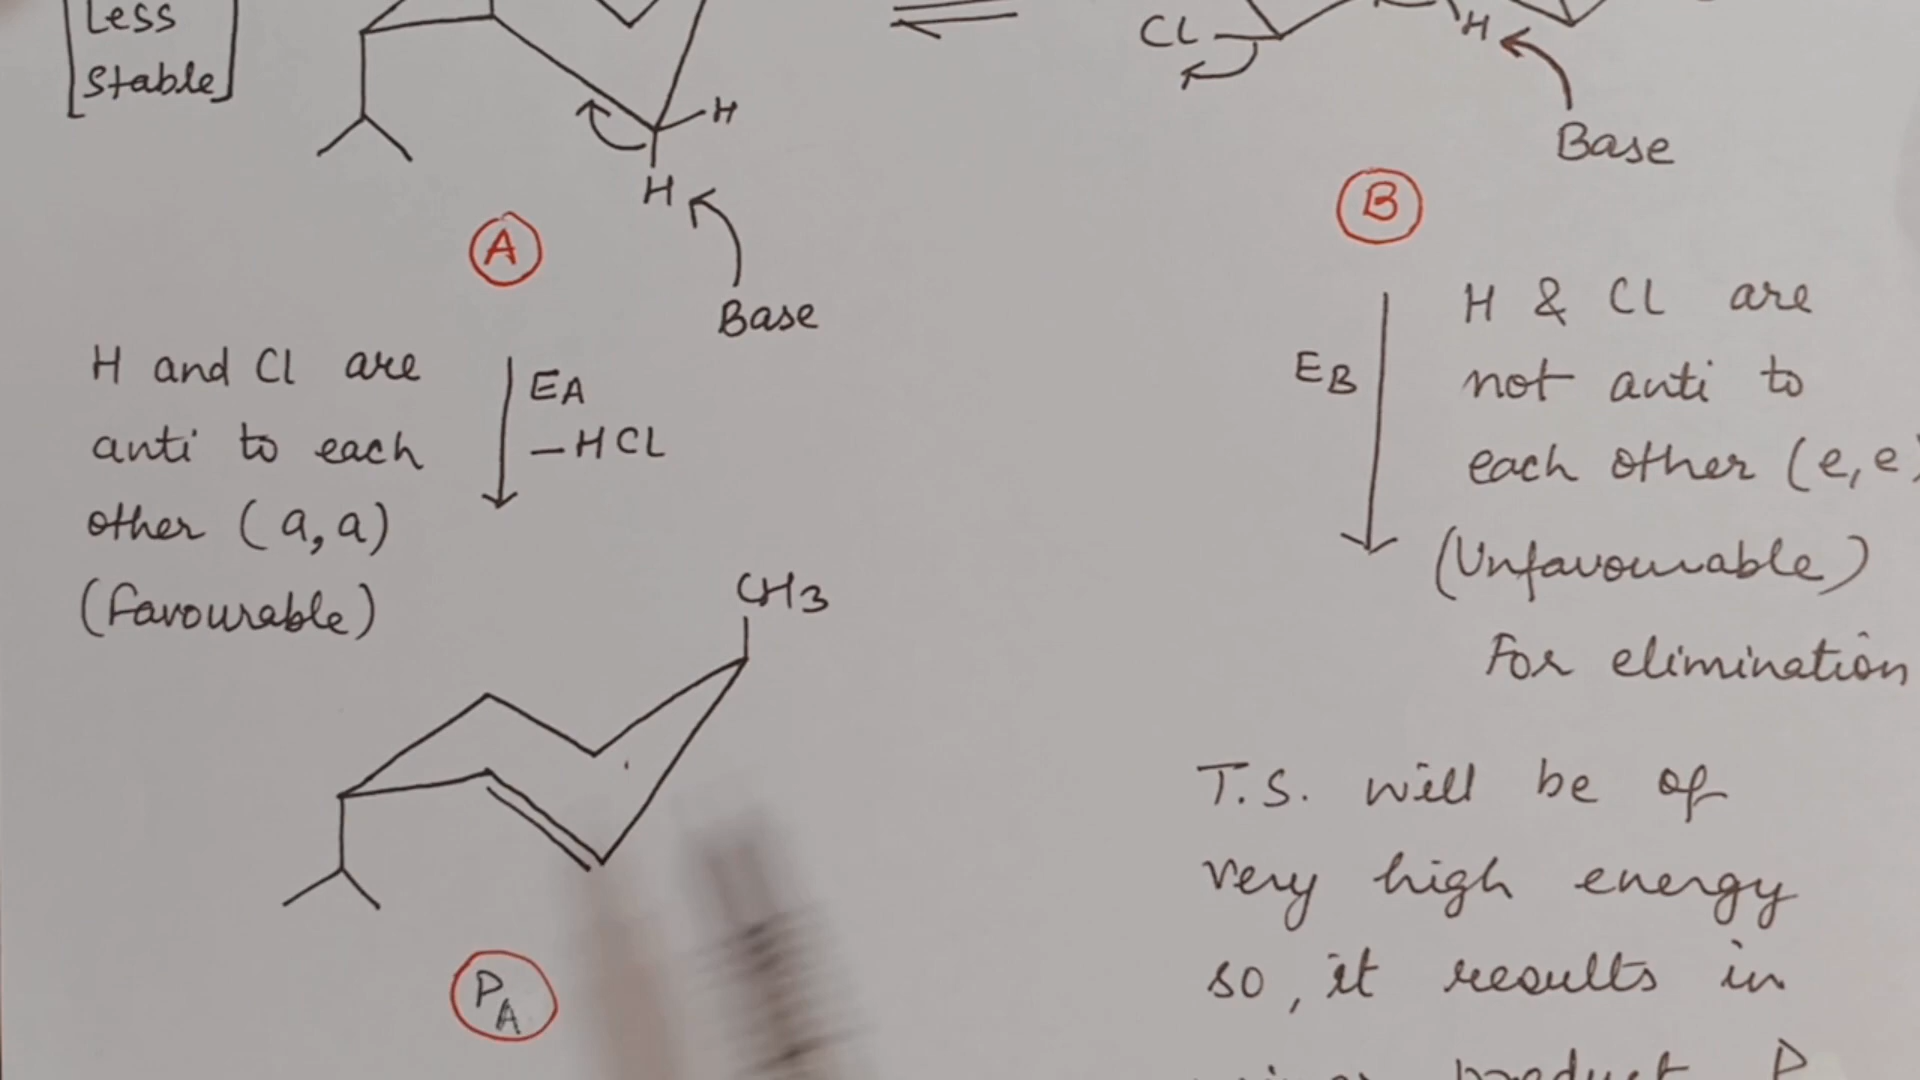 Less
Stable
H
H
Base
A
H and Cl are
anti to each
other (a,a)
(Favourable)
EA
-HCl
CH3
PA
Cl
H
Base
B
EB
H & Cl are
not anti to
each other (e,e)
(Unfavourable)
For elimination
T.S. will be of
very high energy
so, it results in
product P